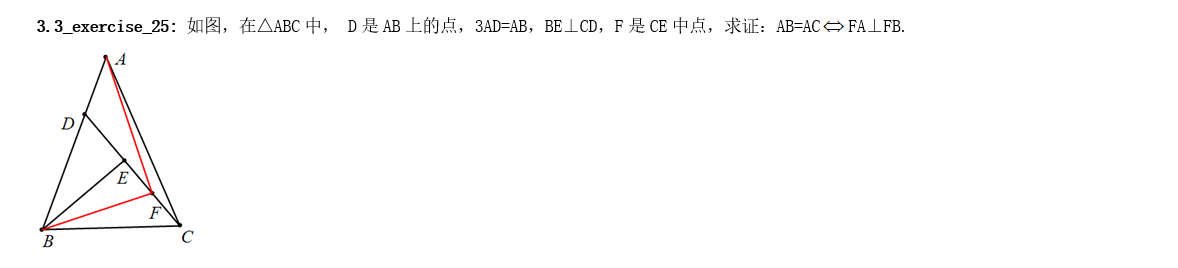 3.3_exercise_25: 如图，在△ABC 中， D 是 AB 上的点，3AD=AB，BE⊥CD，F 是 CE 中点，求证：AB=AC⇔FA⊥FB.
A
D
E
F
B
C